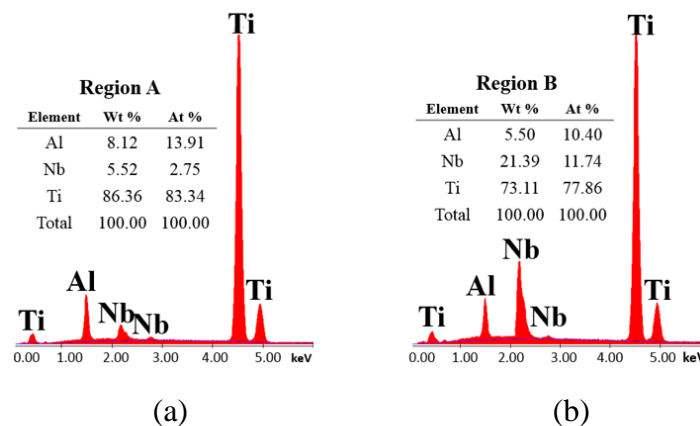 Ti
Region A
Element Wt % At %
Al 8.12 13.91
Nb 5.52 2.75
Ti 86.36 83.34
Total 100.00 100.00
Ti Al Nb Nb Ti
0.00 1.00 2.00 3.00 4.00 5.00 keV
(a)
Ti
Region B
Element Wt % At %
Al 5.50 10.40
Nb 21.39 11.74
Ti 73.11 77.86
Total 100.00 100.00
Nb
Ti Al Nb Ti
0.00 1.00 2.00 3.00 4.00 5.00 keV
(b)